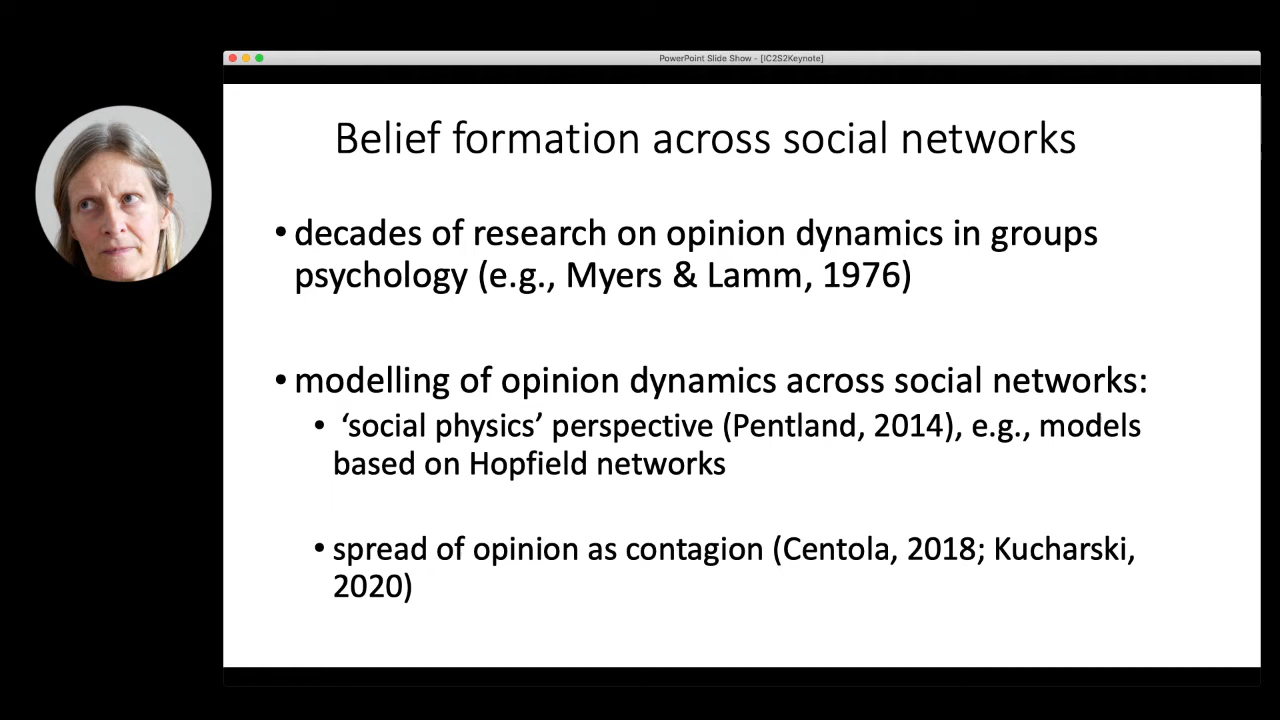 PowerPoint Slide Show - [IC2S2Keynote]
Belief formation across social networks
• decades of research on opinion dynamics in groups
psychology (e.g., Myers & Lamm, 1976)
• modelling of opinion dynamics across social networks:
• ‘social physics’ perspective (Pentland, 2014), e.g., models
based on Hopfield networks
• spread of opinion as contagion (Centola, 2018; Kucharski,
2020)